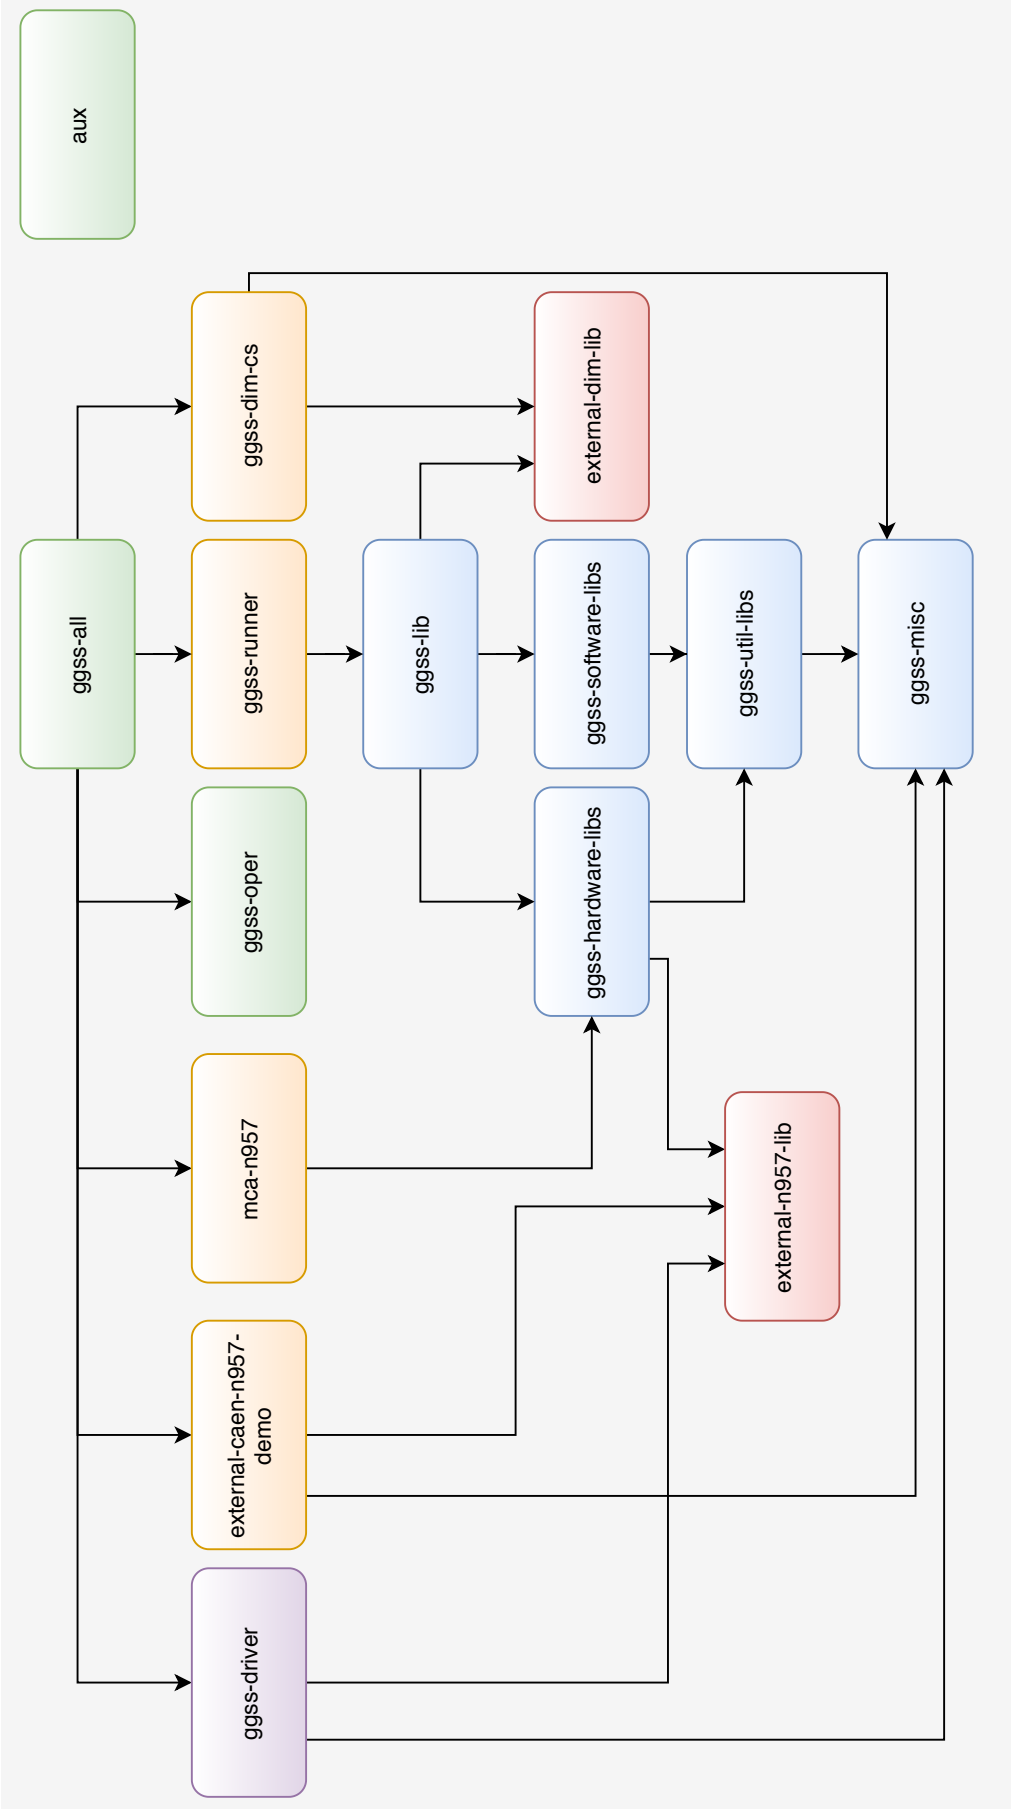 aux
ggss-all
ggss-dim-cs
ggss-runner
ggss-oper
mca-n957
external-caen-n957-
demo
ggss-driver
ggss-lib
external-dim-lib
ggss-software-libs
ggss-hardware-libs
ggss-util-libs
external-n957-lib
ggss-misc